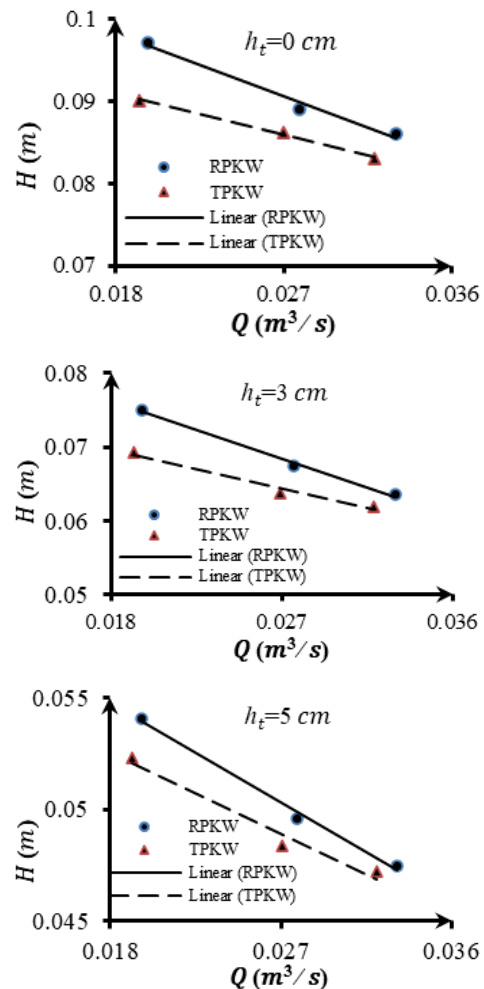 0.1
h_t=0 cm
0.09
H (m)
0.08
RPKW
TPKW
Linear (RPKW)
Linear (TPKW)
0.07
0.018 0.027 0.036
Q (m³/s)
0.08
h_t=3 cm
0.07
H (m)
0.06
RPKW
TPKW
Linear (RPKW)
Linear (TPKW)
0.05
0.018 0.027 0.036
Q (m³/s)
0.055
h_t=5 cm
H (m)
0.05
RPKW
TPKW
Linear (RPKW)
Linear (TPKW)
0.045
0.018 0.027 0.036
Q (m³/s)